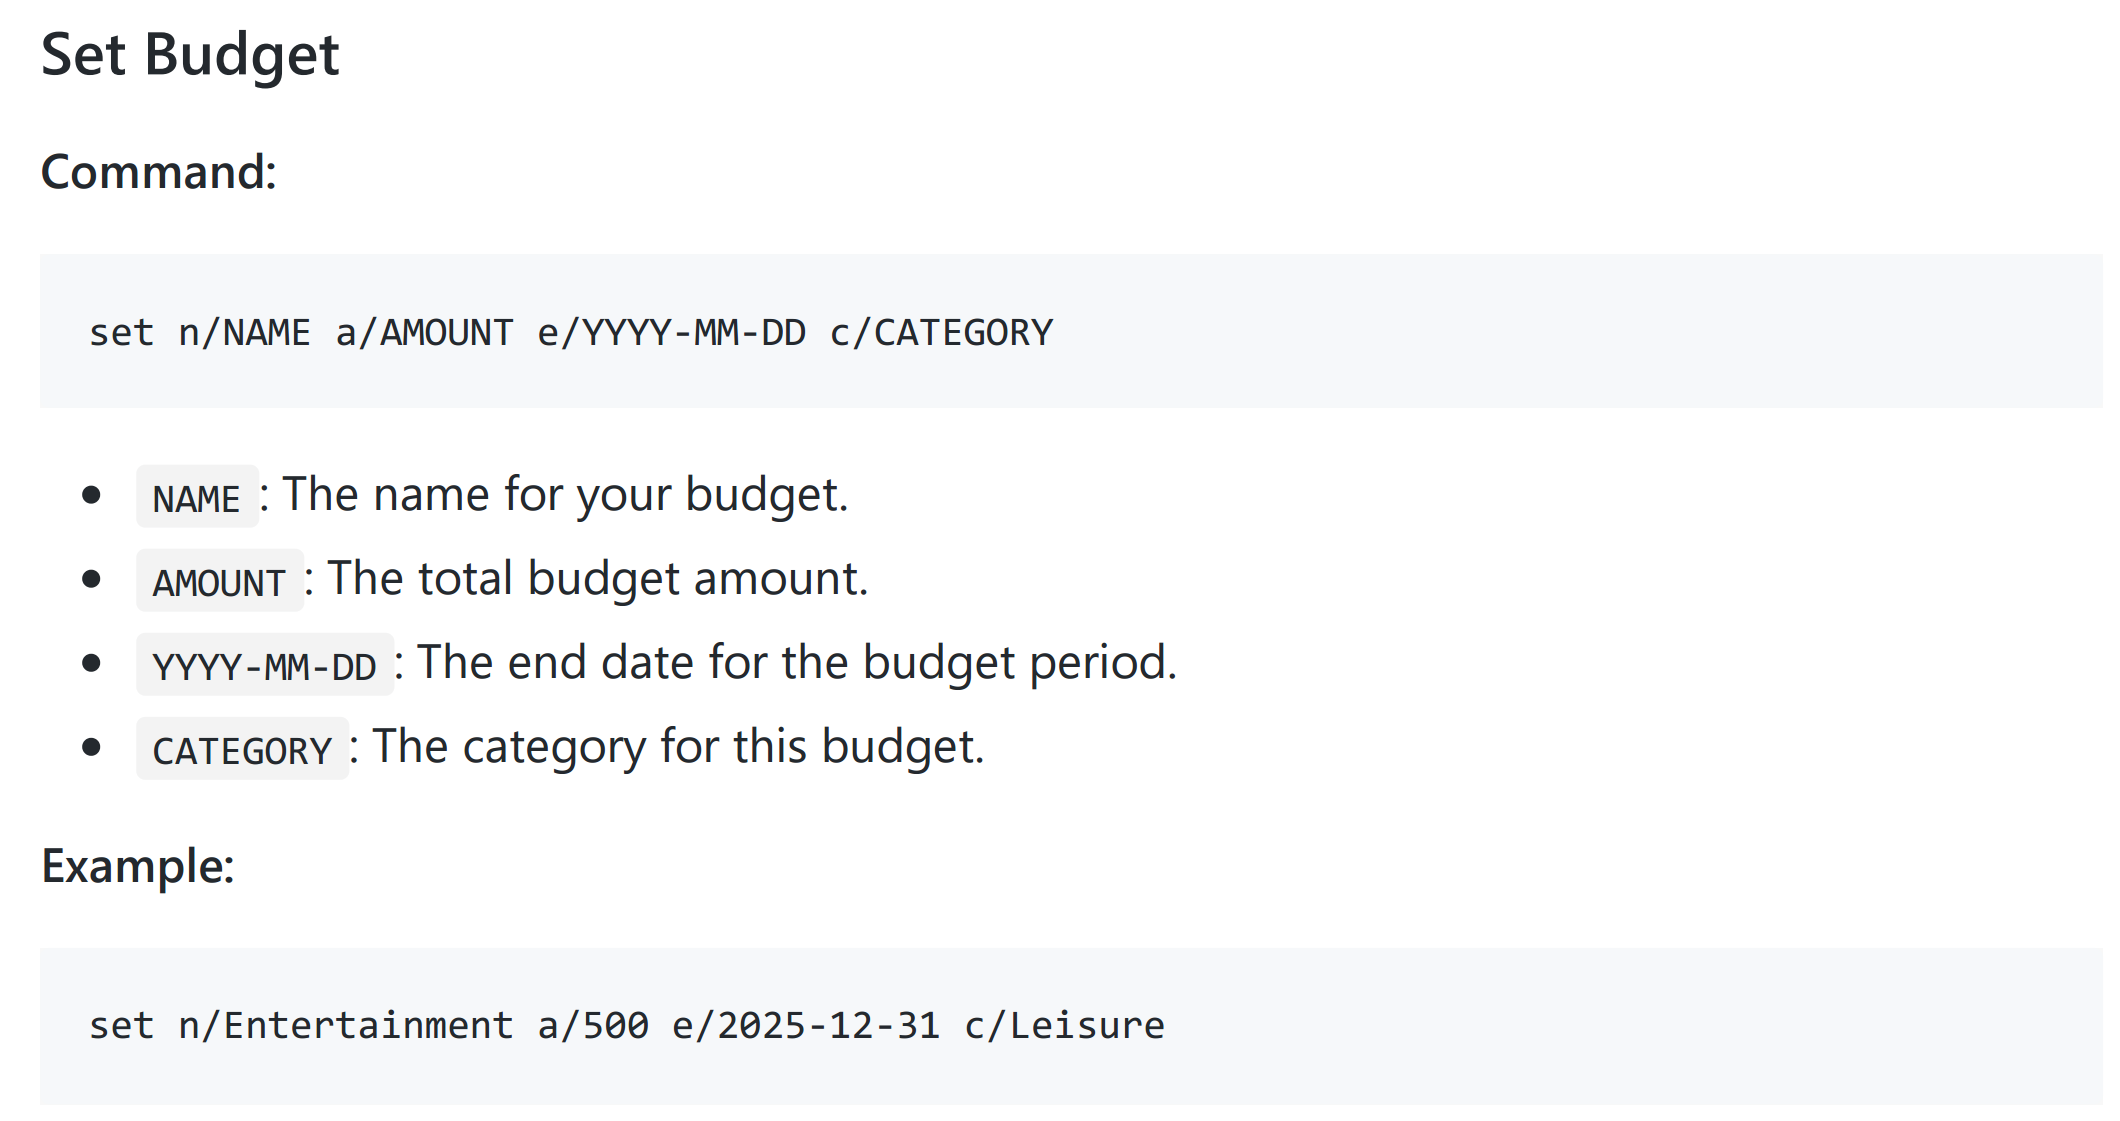 Set Budget
Command:
set n/NAME a/AMOUNT e/YYYY-MM-DD c/CATEGORY
NAME: The name for your budget.
AMOUNT: The total budget amount.
YYYY-MM-DD: The end date for the budget period.
CATEGORY: The category for this budget.
Example:
set n/Entertainment a/500 e/2025-12-31 c/Leisure